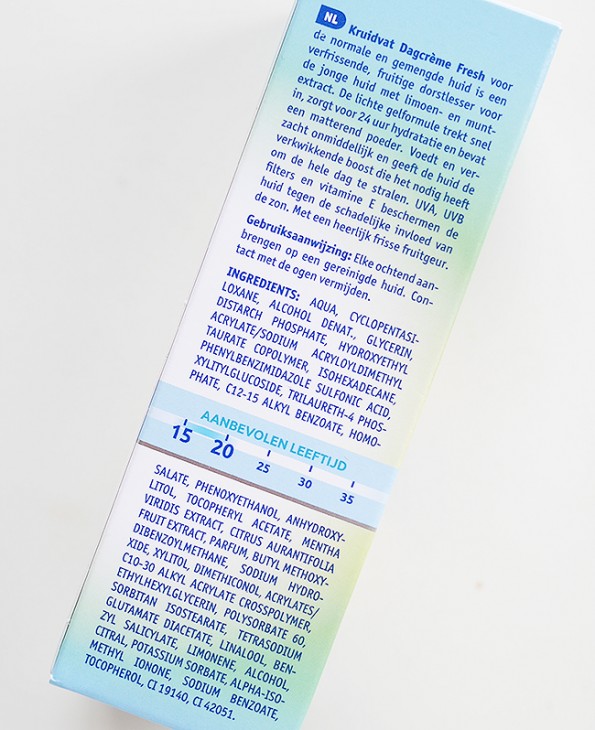 NL
Kruidvat Dagcrème Fresh voor
de normale en gemengde huid is een
verfrissende, fruitige dorstlesser voor
de jonge huid met limoen- en munt-
extract. De lichte gelformule trekt snel
in, zorgt voor 24 uur hydratatie en bevat
een matterend poeder. Voedt en ver-
zacht onmiddellijk en geeft de huid de
verkwikkende boost die het nodig heeft
om de hele dag te stralen. UVA, UVB
filters en vitamine E beschermen de
huid tegen de schadelijke invloed van
de zon. Met een heerlijk frisse fruitgeur.
Gebruiksaanwijzing: Elke ochtend aan-
brengen op een gereinigde huid. Con-
tact met de ogen vermijden.
INGREDIENTS: AQUA, CYCLOPENTASI-
LOXANE, ALCOHOL DENAT., GLYCERIN,
DISTARCH PHOSPHATE, HYDROXYETHYL
ACRYLATE/SODIUM ACRYLOYLDIMETHYL
TAURATE COPOLYMER, ISOHEXADECANE,
PHENYLBENZIMIDAZOLE SULFONIC ACID,
XYLITYLGLUCOSIDE, TRILAURETH-4 PHOS-
PHATE, C12-15 ALKYL BENZOATE, HOMO-
AANBEVOLEN LEEFTIJD
15 20 25 30 35
SALATE, PHENOXYETHANOL, ANHYDROXY-
LITOL, TOCOPHERYL ACETATE, MENTHA
VIRIDIS EXTRACT, CITRUS AURANTIFOLIA
FRUIT EXTRACT, PARFUM, BUTYL METHOXY-
DIBENZOYLMETHANE, SODIUM HYDRO-
XIDE, XYLITOL, DIMETHICONOL, ACRYLATES/
C10-30 ALKYL ACRYLATE CROSSPOLYMER,
ETHYLHEXYLGLYCERIN, POLYSORBATE 60,
SORBITAN ISOSTEARATE, TETRASODIUM
GLUTAMATE DIACETATE, LINALOOL, BEN-
ZYL SALICYLATE, LIMONENE, ALCOHOL,
CITRAL, POTASSIUM SORBATE, ALPHA-ISO-
METHYL IONONE, SODIUM BENZOATE,
TOCOPHEROL, CI 19140, CI 42051.